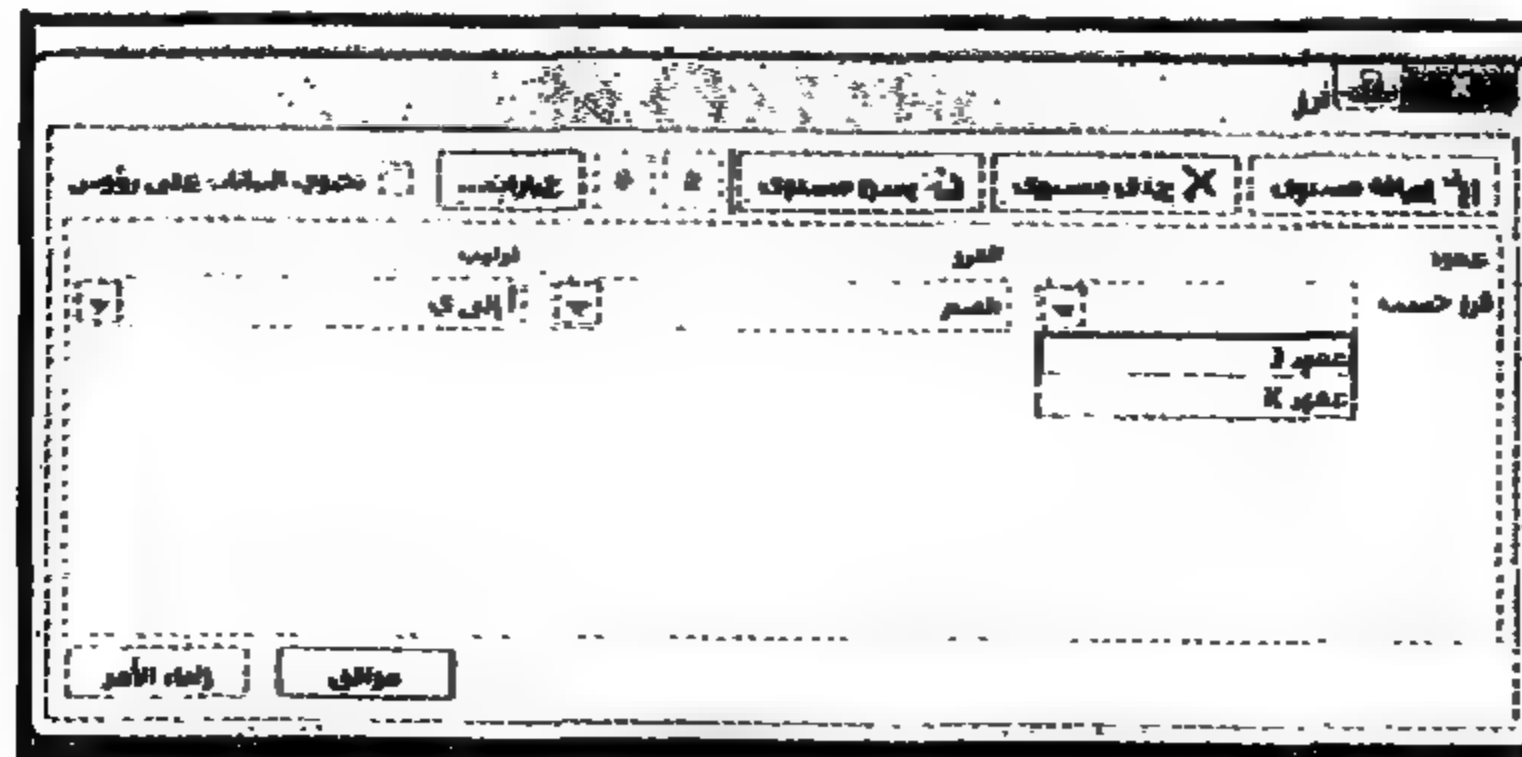 فرز
إضافة مستوى حذف مستوى نسخ مستوى خيارات... تحتوي البيانات على رؤوس
عمود الفرز ترتيب
فرز حسب القيم أ إلى ي
عمود J
عمود K
موافق إلغاء الأمر